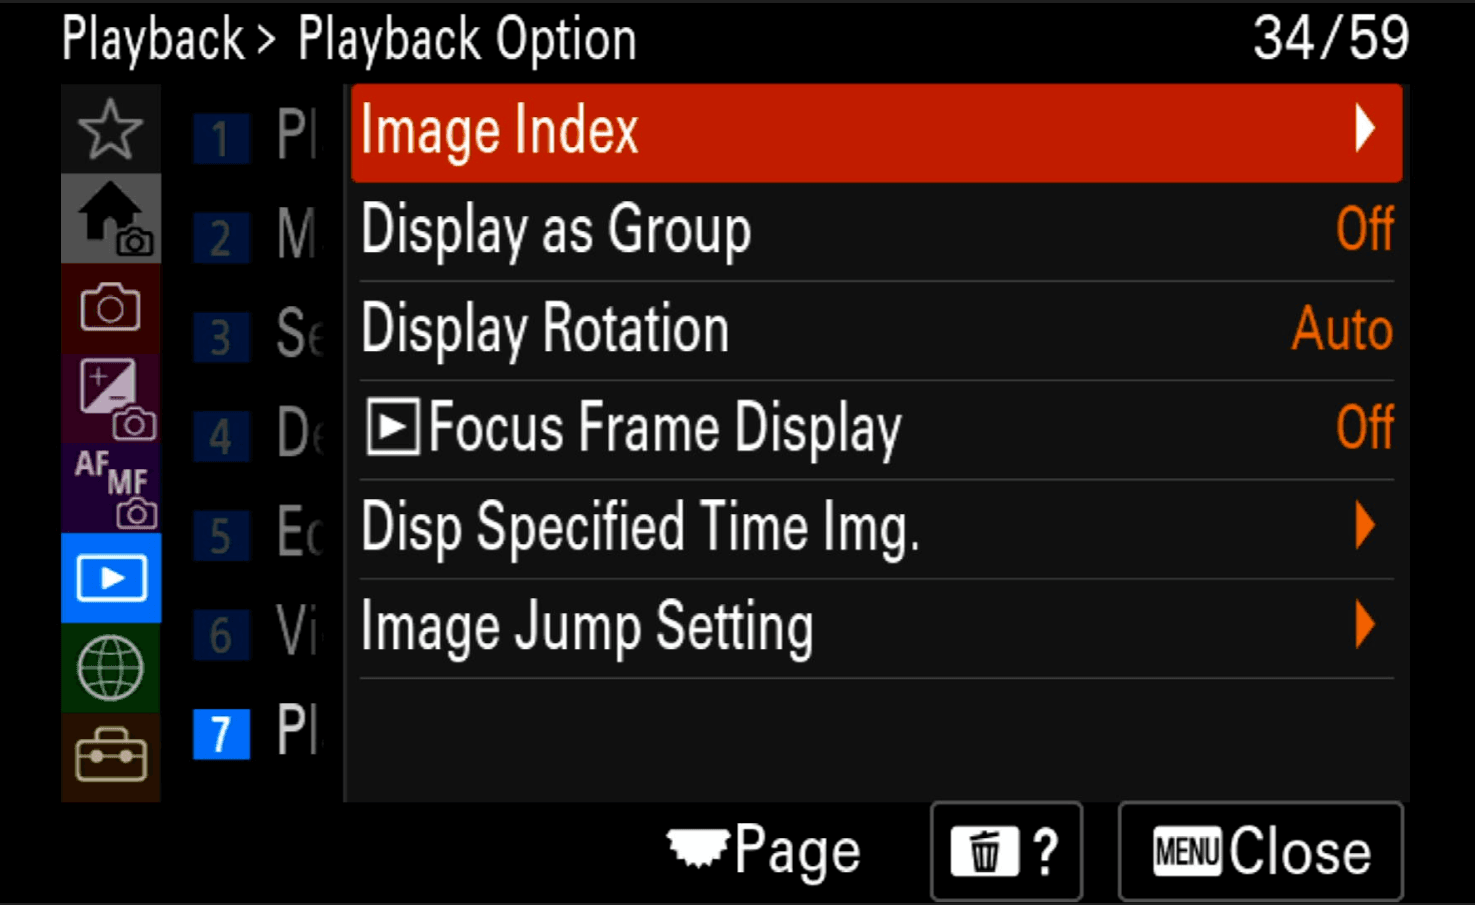 Playback > Playback Option 34/59
1 Pl
2 M
3 Se
4 De
5 Ed
6 Vi
7 Pl
Image Index
Display as Group Off
Display Rotation Auto
Focus Frame Display Off
Disp Specified Time Img.
Image Jump Setting
AF MF
Page ? MENU Close